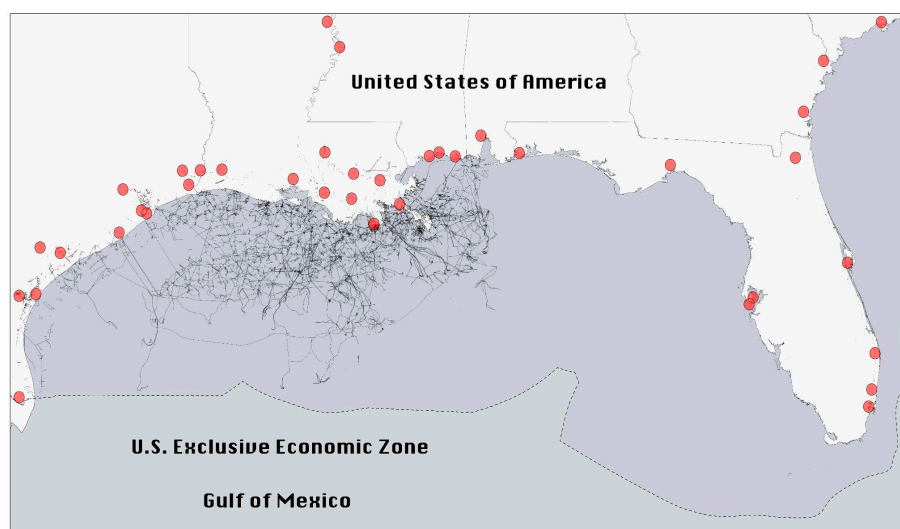 United States of America
U.S. Exclusive Economic Zone
Gulf of Mexico